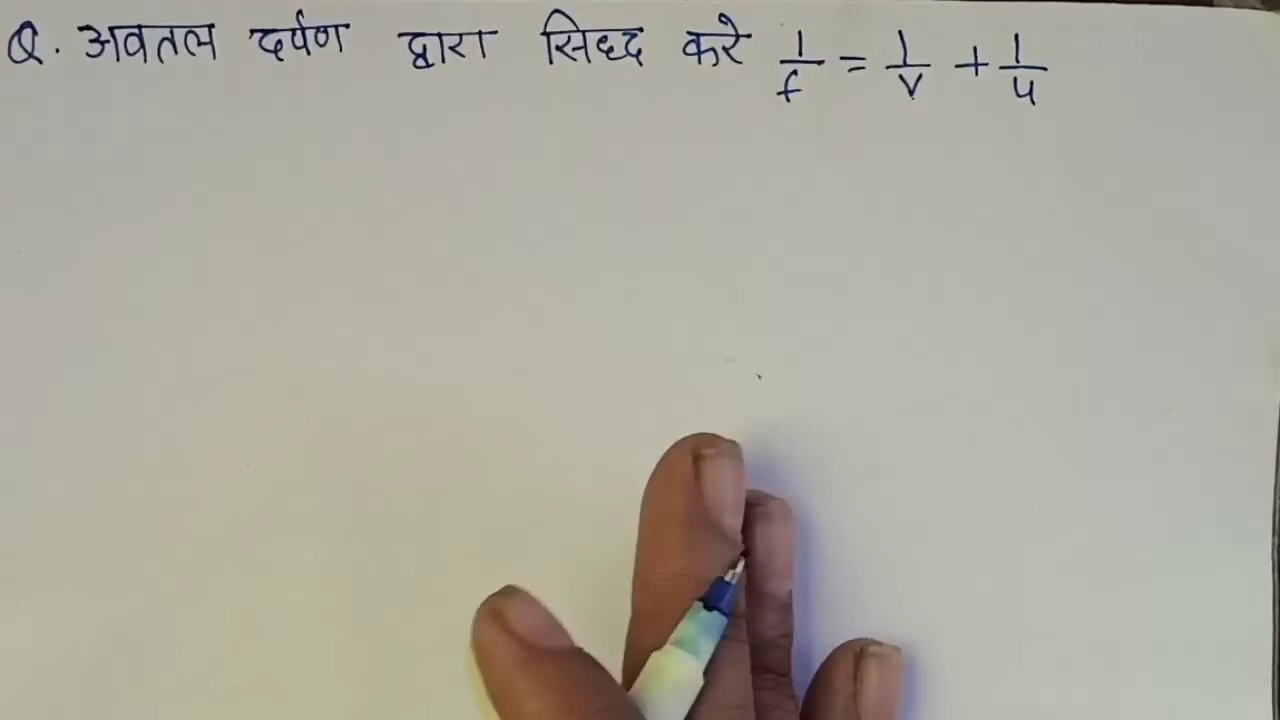 Q. अवतल दर्पण द्वारा सिध्द करे 1/f = 1/v + 1/u